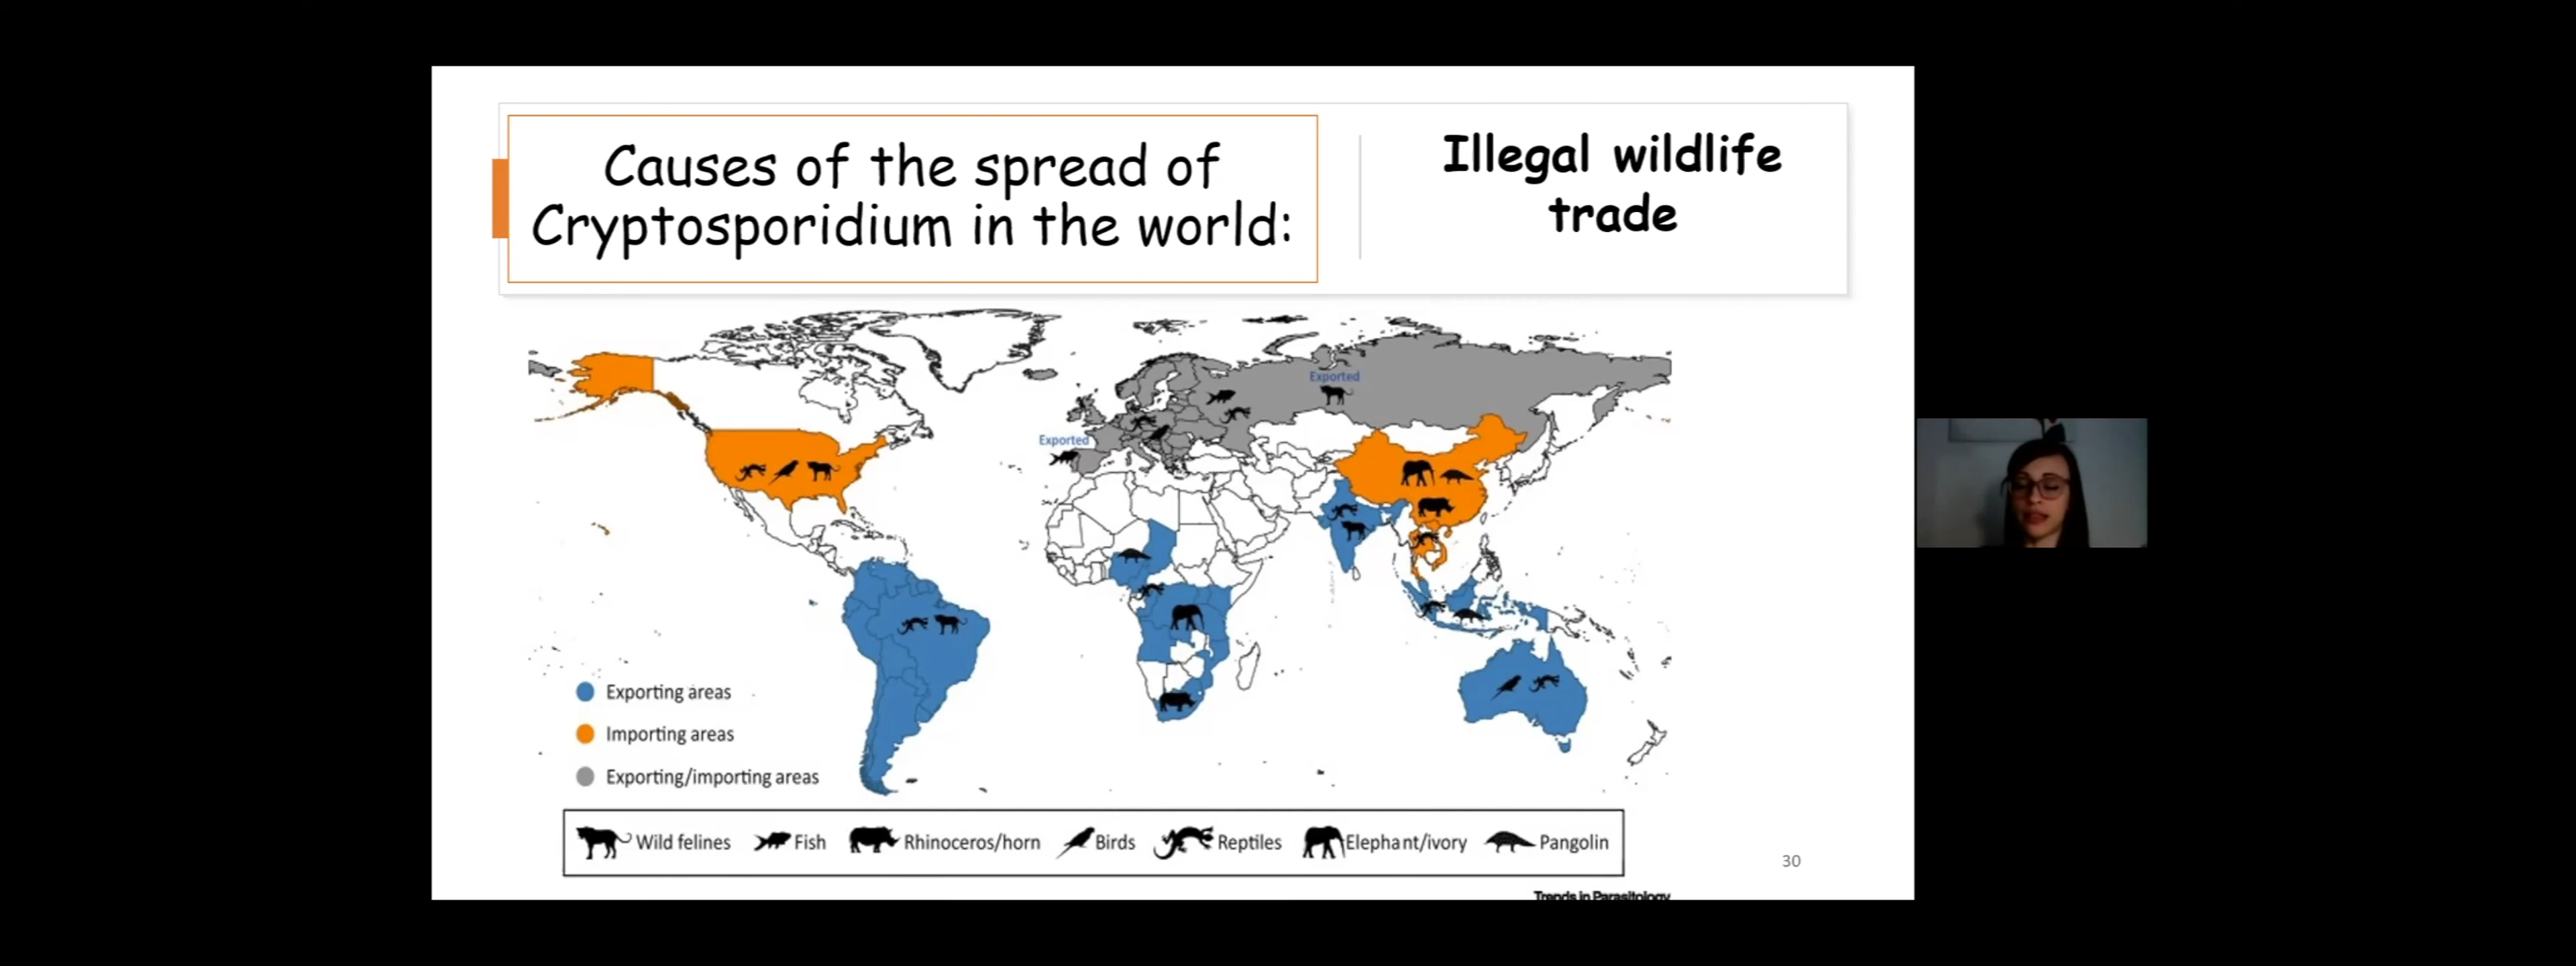 Causes of the spread of
Cryptosporidium in the world:
Illegal wildlife
trade
Exported
Exported
Exporting areas
Importing areas
Exporting/importing areas
Wild felines Fish Rhinoceros/horn Birds Reptiles Elephant/ivory Pangolin
30
Trends in Parasitology